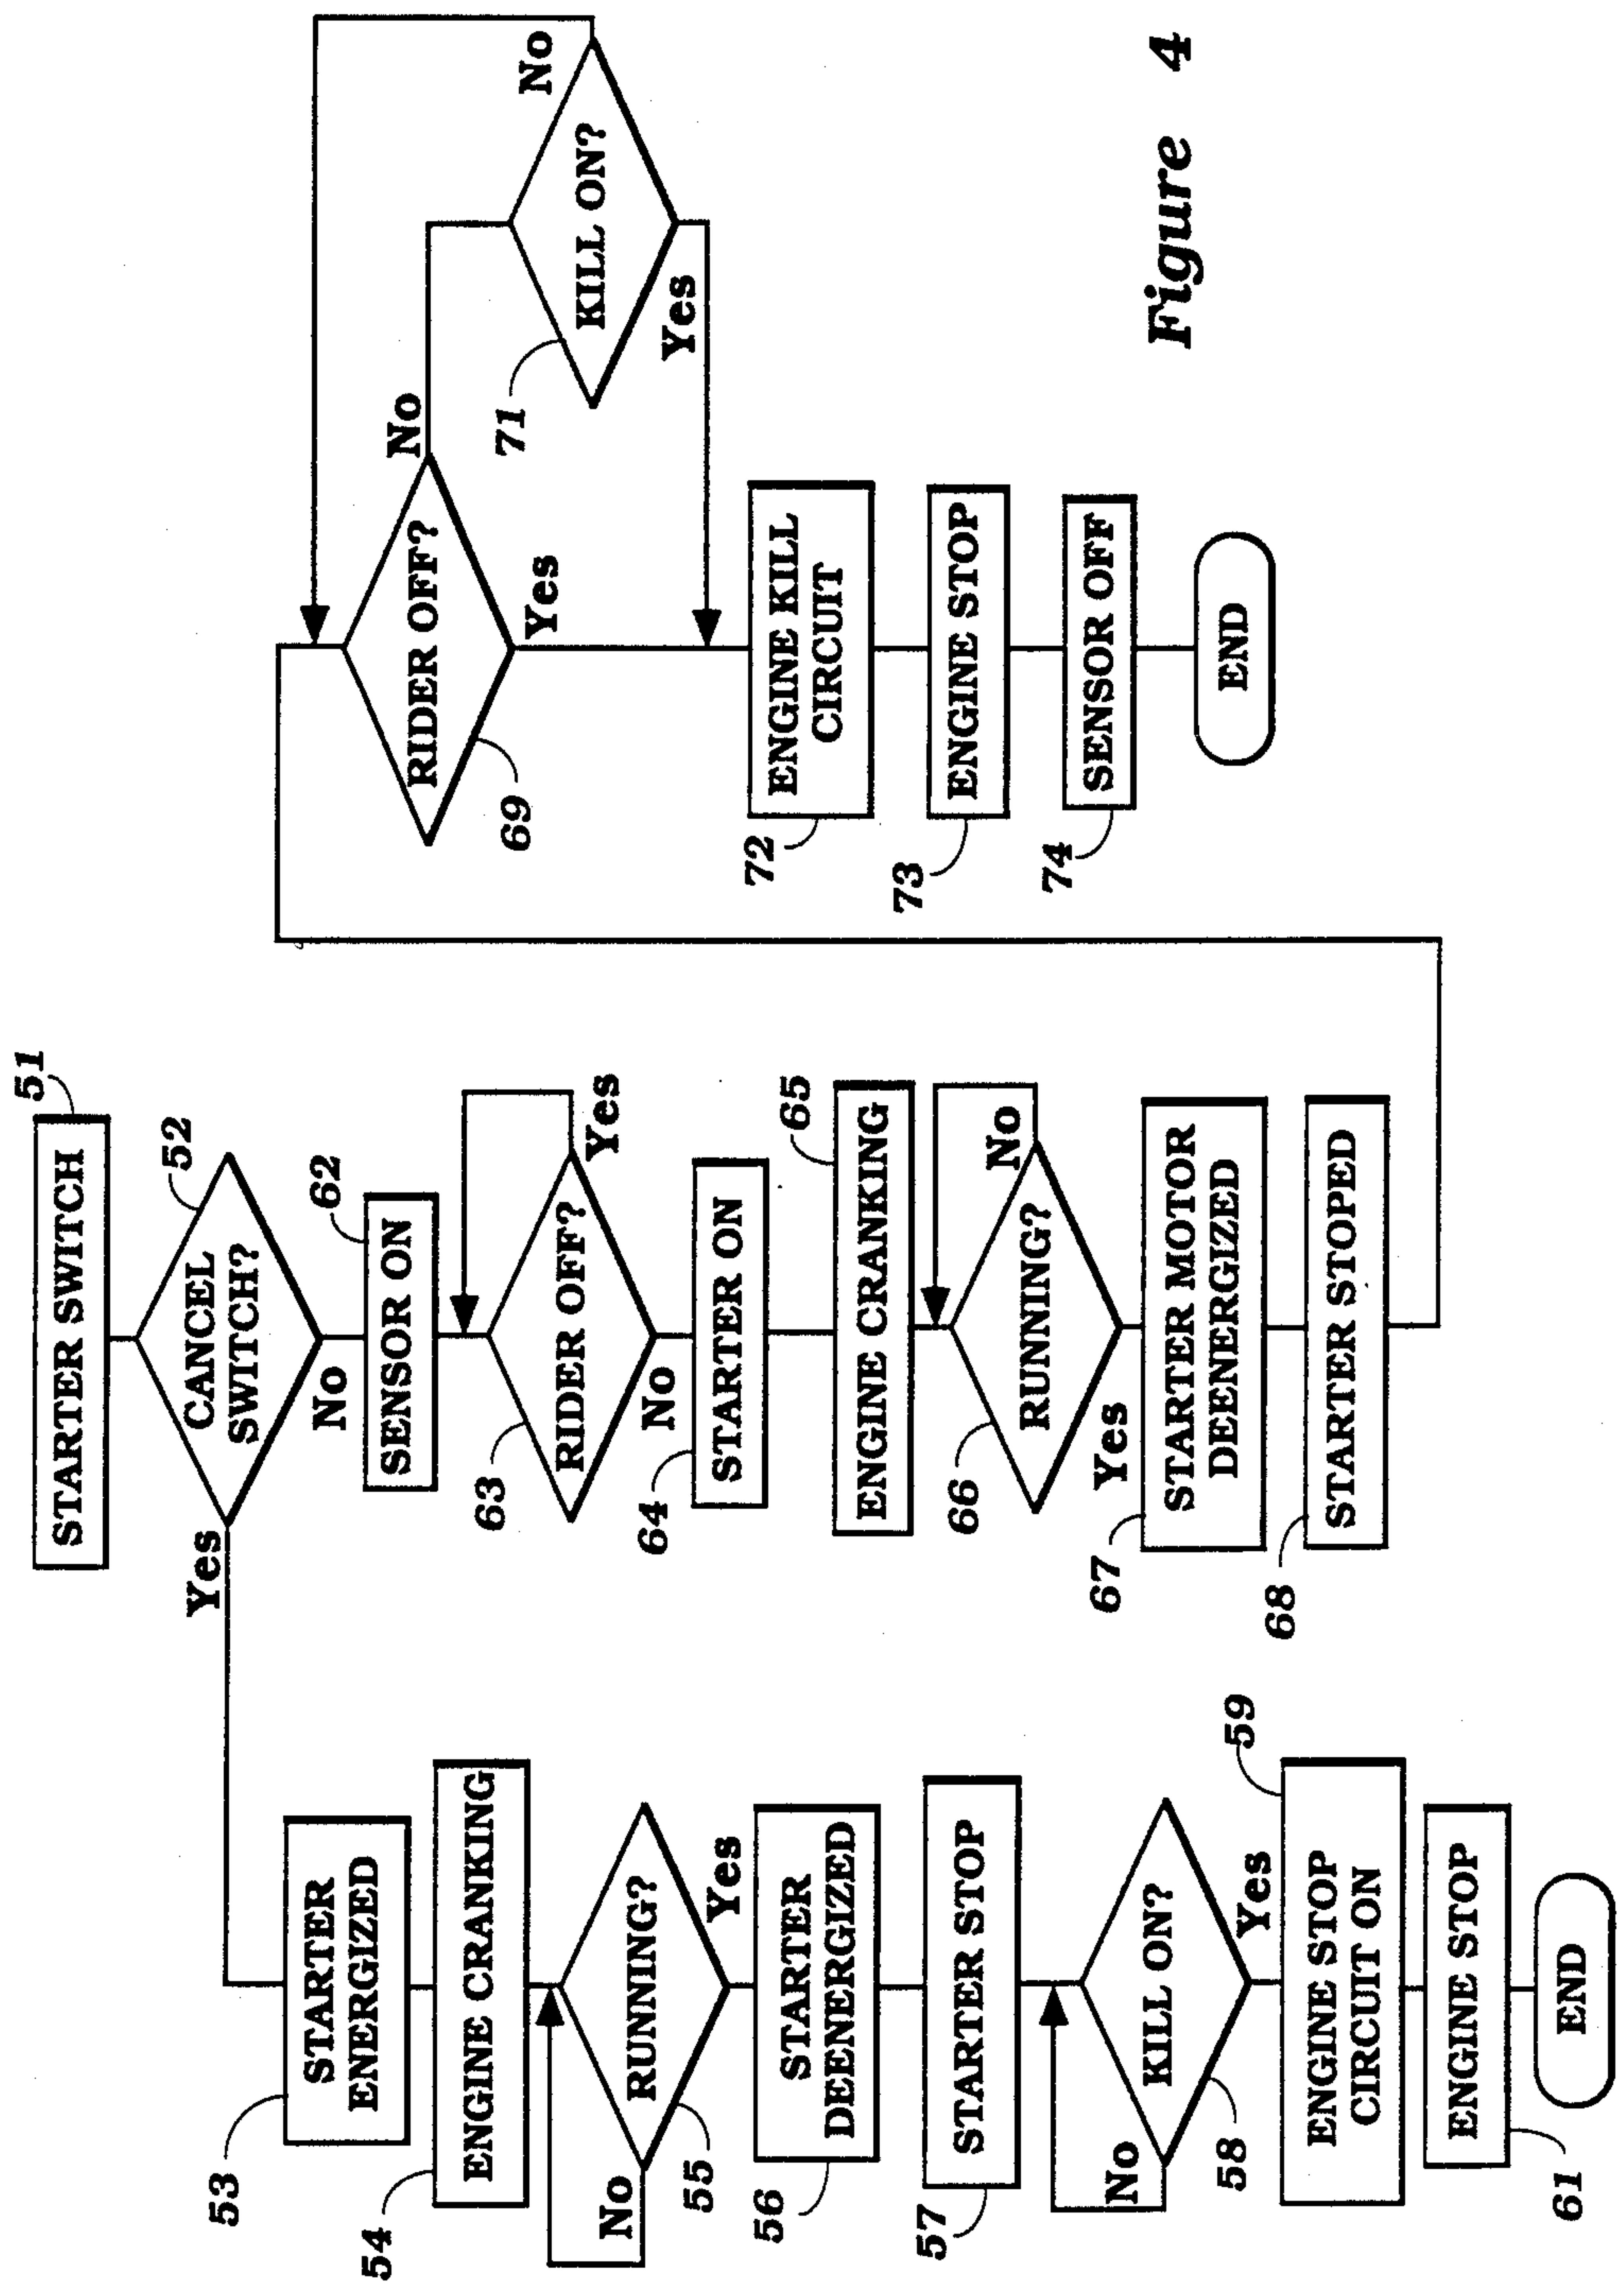 51
STARTER SWITCH
52
CANCEL
SWITCH?
Yes
No
53
STARTER
ENERGIZED
54
ENGINE CRANKING
RUNNING?
No
55
Yes
56
STARTER
DEENERGIZED
57
STARTER STOP
KILL ON?
No
58
Yes
59
ENGINE STOP
CIRCUIT ON
ENGINE STOP
61
END
62
SENSOR ON
63
RIDER OFF?
Yes
No
64
STARTER ON
65
ENGINE CRANKING
66
RUNNING?
No
Yes
67
STARTER MOTOR
DEENERGIZED
68
STARTER STOPED
RIDER OFF?
No
69
Yes
71
KILL ON?
No
Yes
72
ENGINE KILL
CIRCUIT
73
ENGINE STOP
74
SENSOR OFF
END
Figure 4